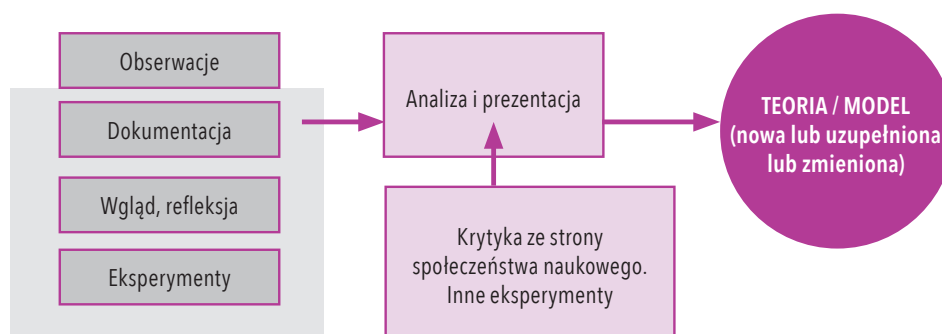 Obserwacje
Dokumentacja
Wgląd, refleksja
Eksperymenty
Analiza i prezentacja
Krytyka ze strony
społeczeństwa naukowego.
Inne eksperymenty
TEORIA / MODEL
(nowa lub uzupełniona
lub zmieniona)